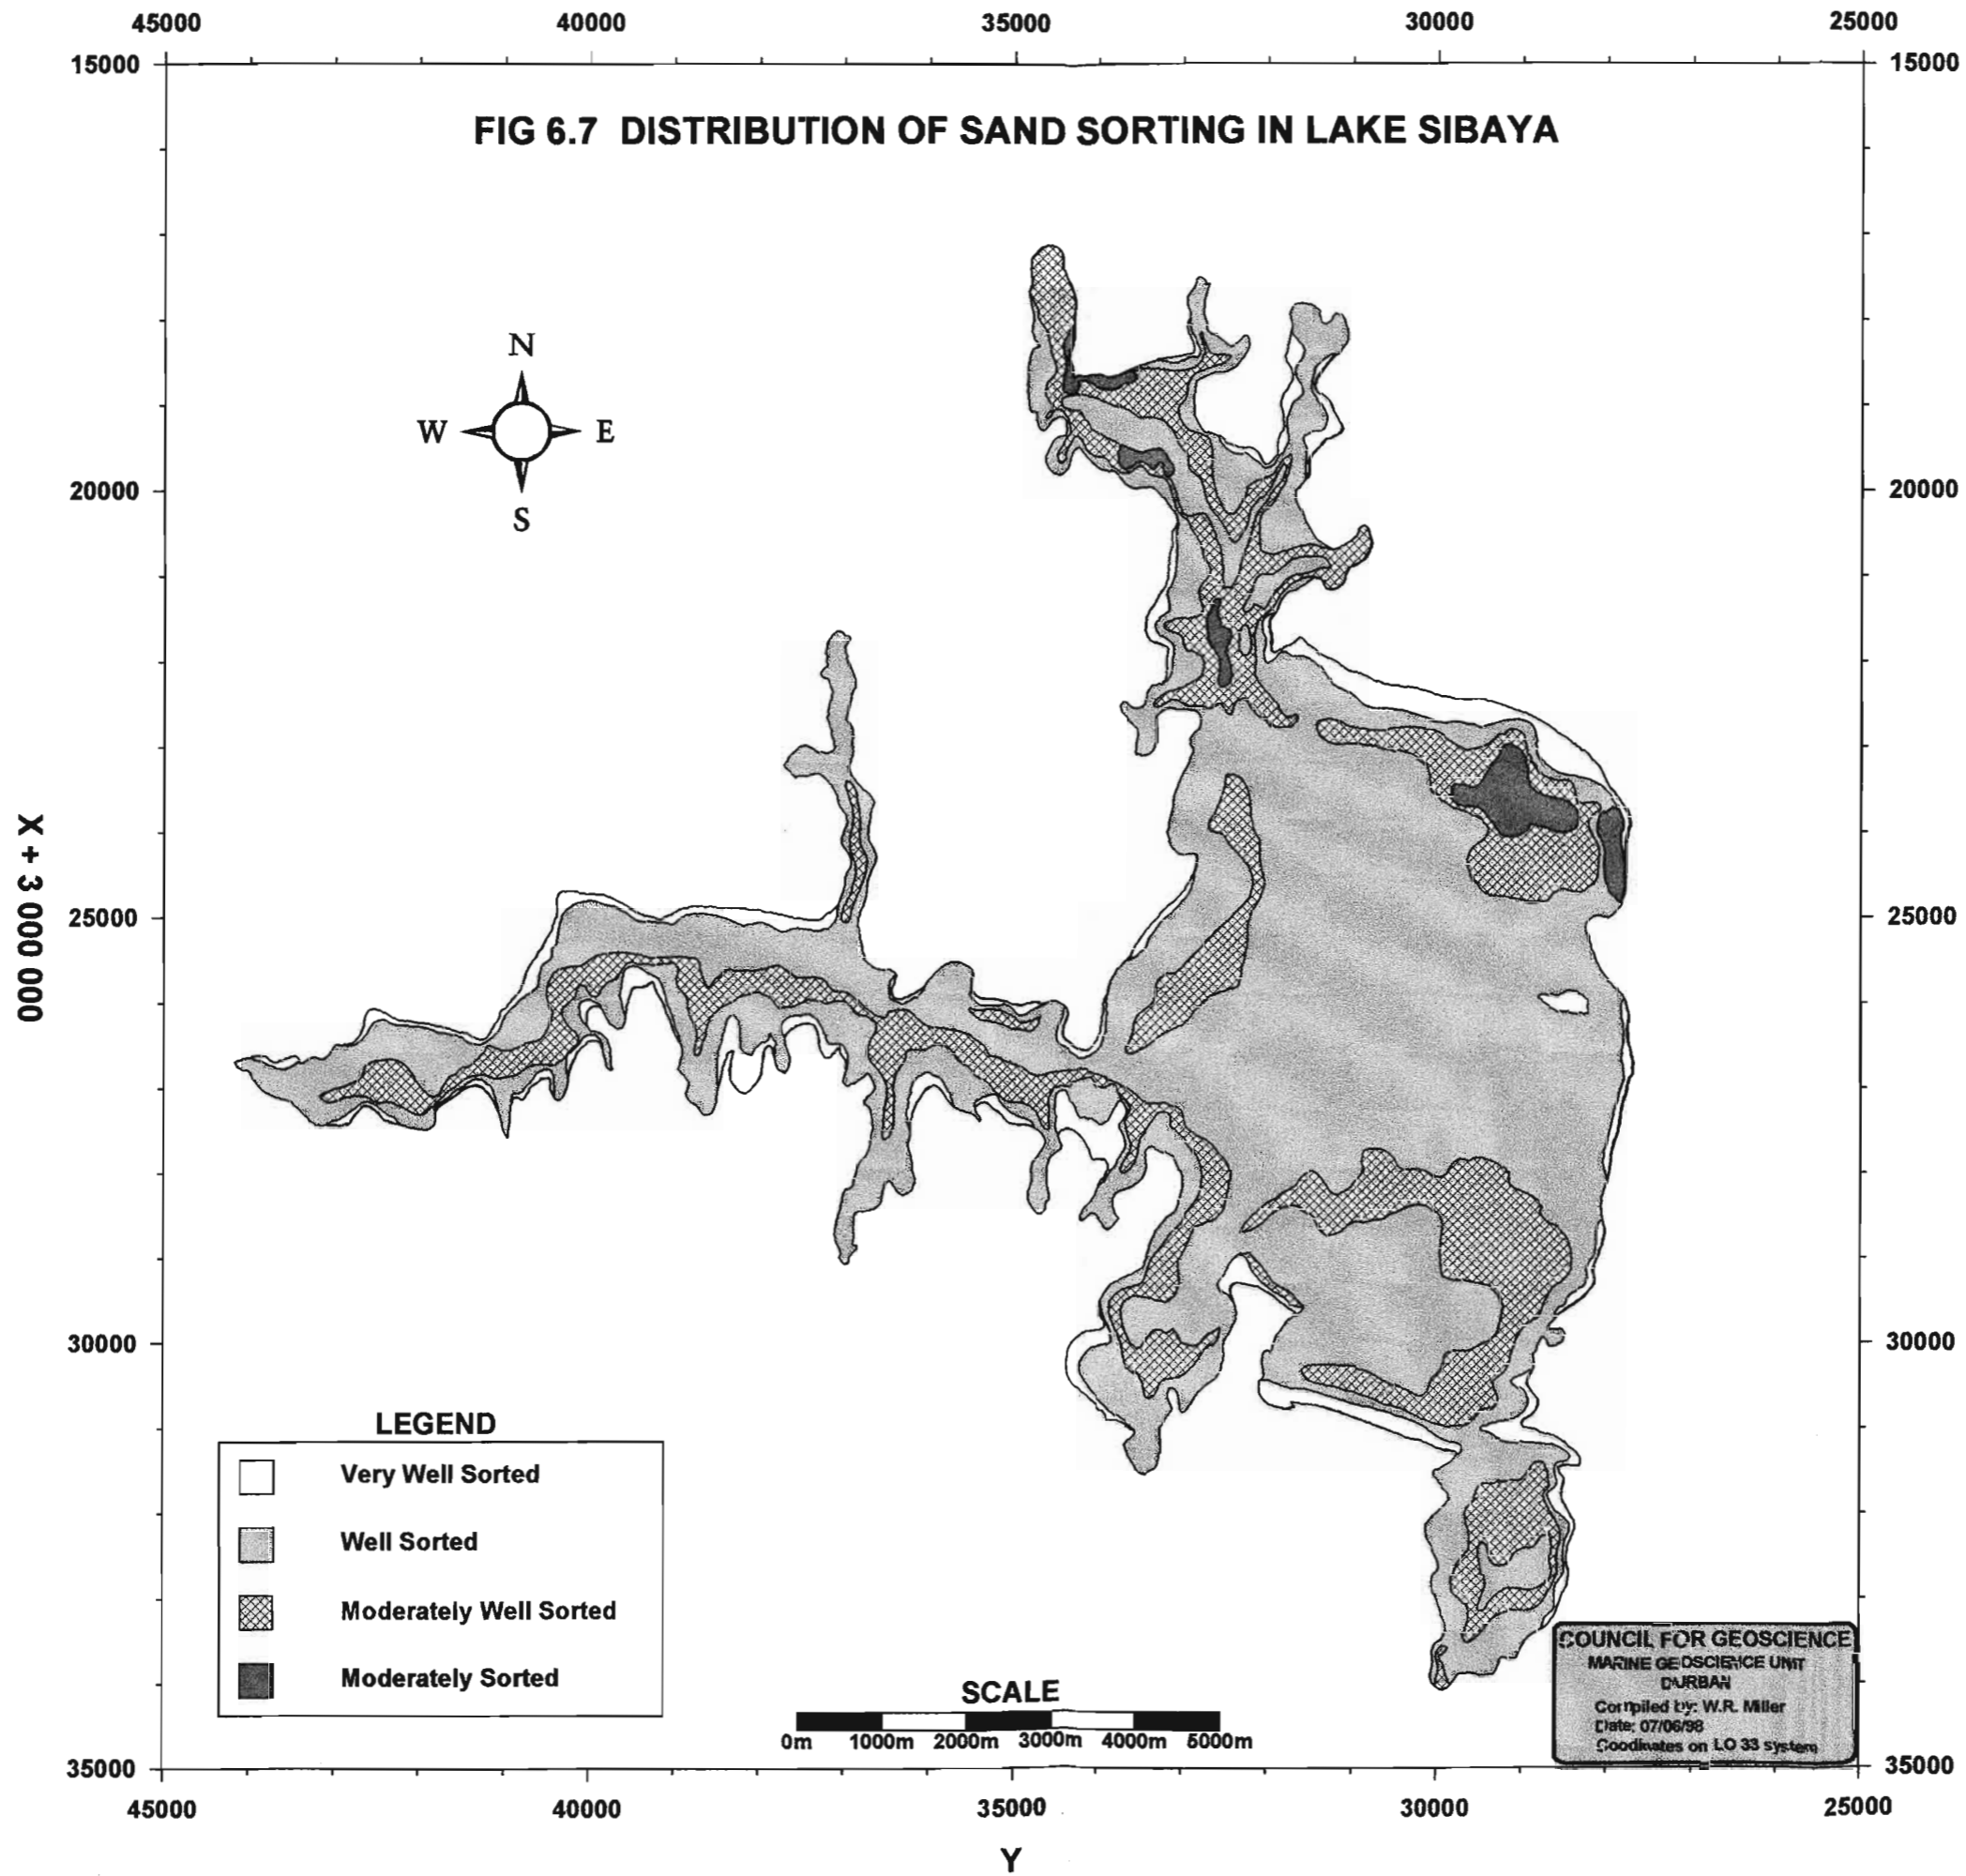 45000 40000 35000 30000 25000
15000 15000
FIG 6.7 DISTRIBUTION OF SAND SORTING IN LAKE SIBAYA
N
W E
S
20000 20000
X + 3 000 000
25000 25000
30000 30000
LEGEND
Very Well Sorted
Well Sorted
Moderately Well Sorted
Moderately Sorted
SCALE
0m 1000m 2000m 3000m 4000m 5000m
COUNCIL FOR GEOSCIENCE
MARINE GEOSCIENCE UNIT
DURBAN
Compiled by: W.R. Miller
Date: 07/06/98
Coodinates on LO 33 system
35000 35000
45000 40000 35000 30000 25000
Y